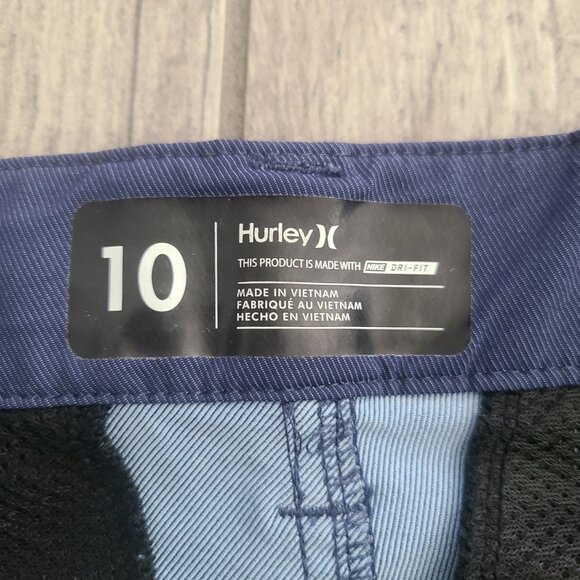 10
Hurley
THIS PRODUCT IS MADE WITH NIKE DRI-FIT
MADE IN VIETNAM
FABRIQUÉ AU VIETNAM
HECHO EN VIETNAM